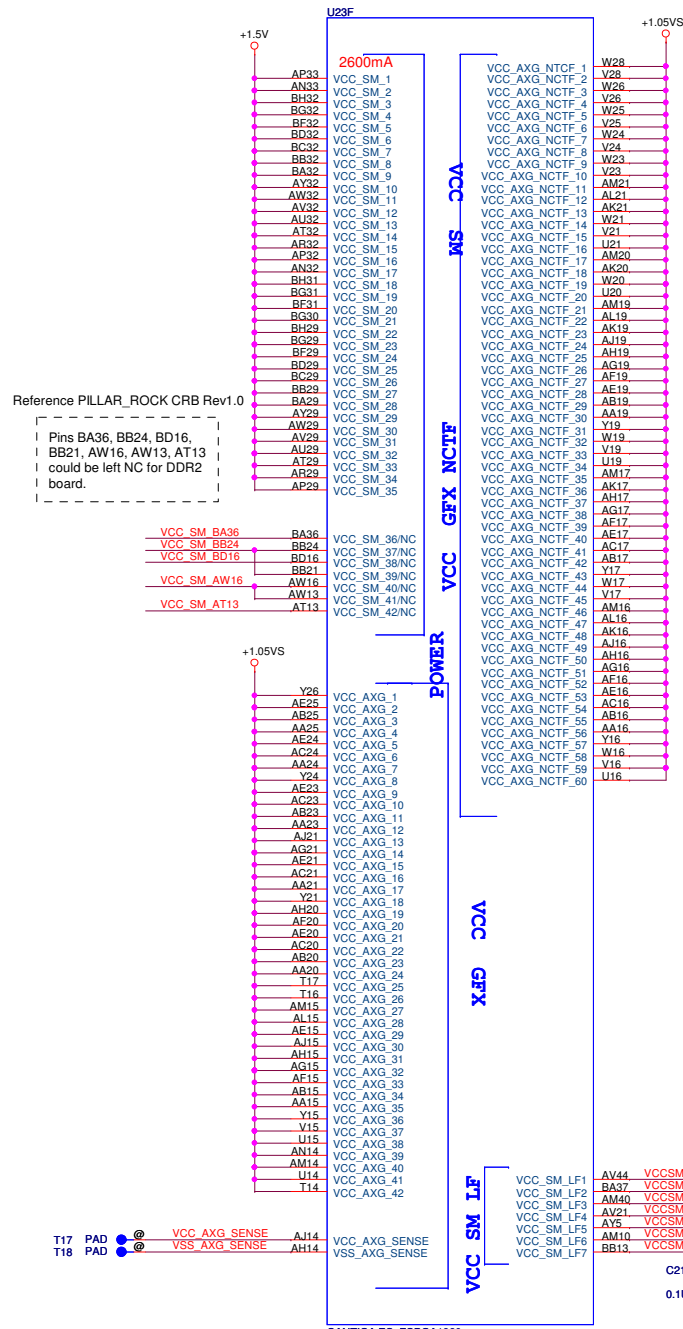 U23F
+1.5V
2600mA
AP33 VCC_SM_1
AN33 VCC_SM_2
BH32 VCC_SM_3
BG32 VCC_SM_4
BF32 VCC_SM_5
BD32 VCC_SM_6
BC32 VCC_SM_7
BB32 VCC_SM_8
BA32 VCC_SM_9
AY32 VCC_SM_10
AW32 VCC_SM_11
AV32 VCC_SM_12
AU32 VCC_SM_13
AT32 VCC_SM_14
AR32 VCC_SM_15
AP32 VCC_SM_16
AN32 VCC_SM_17
BH31 VCC_SM_18
BG31 VCC_SM_19
BF31 VCC_SM_20
BG30 VCC_SM_21
BH29 VCC_SM_22
BG29 VCC_SM_23
BF29 VCC_SM_24
BD29 VCC_SM_25
BC29 VCC_SM_26
BB29 VCC_SM_27
BA29 VCC_SM_28
AY29 VCC_SM_29
AW29 VCC_SM_30
AV29 VCC_SM_31
AU29 VCC_SM_32
AT29 VCC_SM_33
AR29 VCC_SM_34
AP29 VCC_SM_35
Reference PILLAR_ROCK CRB Rev1.0
Pins BA36, BB24, BD16,
BB21, AW16, AW13, AT13
could be left NC for DDR2
board.
VCC_SM_BA36 BA36 VCC_SM_36/NC
VCC_SM_BB24 BB24 VCC_SM_37/NC
VCC_SM_BD16 BD16 VCC_SM_38/NC
BB21 VCC_SM_39/NC
VCC_SM_AW16 AW16 VCC_SM_40/NC
AW13 VCC_SM_41/NC
VCC_SM_AT13 AT13 VCC_SM_42/NC
+1.05VS
Y26 VCC_AXG_1
AE25 VCC_AXG_2
AB25 VCC_AXG_3
AA25 VCC_AXG_4
AE24 VCC_AXG_5
AC24 VCC_AXG_6
AA24 VCC_AXG_7
Y24 VCC_AXG_8
AE23 VCC_AXG_9
AC23 VCC_AXG_10
AB23 VCC_AXG_11
AA23 VCC_AXG_12
AJ21 VCC_AXG_13
AG21 VCC_AXG_14
AE21 VCC_AXG_15
AC21 VCC_AXG_16
AA21 VCC_AXG_17
Y21 VCC_AXG_18
AH20 VCC_AXG_19
AF20 VCC_AXG_20
AE20 VCC_AXG_21
AC20 VCC_AXG_22
AB20 VCC_AXG_23
AA20 VCC_AXG_24
T17 VCC_AXG_25
T16 VCC_AXG_26
AM15 VCC_AXG_27
AL15 VCC_AXG_28
AE15 VCC_AXG_29
AJ15 VCC_AXG_30
AH15 VCC_AXG_31
AG15 VCC_AXG_32
AF15 VCC_AXG_33
AB15 VCC_AXG_34
AA15 VCC_AXG_35
Y15 VCC_AXG_36
V15 VCC_AXG_37
U15 VCC_AXG_38
AN14 VCC_AXG_39
AM14 VCC_AXG_40
U14 VCC_AXG_41
T14 VCC_AXG_42
T17 PAD @ VCC_AXG_SENSE AJ14 VCC_AXG_SENSE
T18 PAD @ VSS_AXG_SENSE AH14 VSS_AXG_SENSE
VCC SM
VCC GFX NCTF
POWER
VCC GFX
VCC SM LF
+1.05VS
VCC_AXG_NTCF_1 W28
VCC_AXG_NCTF_2 V28
VCC_AXG_NCTF_3 W26
VCC_AXG_NCTF_4 V26
VCC_AXG_NCTF_5 W25
VCC_AXG_NCTF_6 V25
VCC_AXG_NCTF_7 W24
VCC_AXG_NCTF_8 V24
VCC_AXG_NCTF_9 W23
VCC_AXG_NCTF_10 V23
VCC_AXG_NCTF_11 AM21
VCC_AXG_NCTF_12 AL21
VCC_AXG_NCTF_13 AK21
VCC_AXG_NCTF_14 W21
VCC_AXG_NCTF_15 V21
VCC_AXG_NCTF_16 U21
VCC_AXG_NCTF_17 AM20
VCC_AXG_NCTF_18 AK20
VCC_AXG_NCTF_19 W20
VCC_AXG_NCTF_20 U20
VCC_AXG_NCTF_21 AM19
VCC_AXG_NCTF_22 AL19
VCC_AXG_NCTF_23 AK19
VCC_AXG_NCTF_24 AJ19
VCC_AXG_NCTF_25 AH19
VCC_AXG_NCTF_26 AG19
VCC_AXG_NCTF_27 AF19
VCC_AXG_NCTF_28 AE19
VCC_AXG_NCTF_29 AB19
VCC_AXG_NCTF_30 AA19
VCC_AXG_NCTF_31 Y19
VCC_AXG_NCTF_32 W19
VCC_AXG_NCTF_33 V19
VCC_AXG_NCTF_34 U19
VCC_AXG_NCTF_35 AM17
VCC_AXG_NCTF_36 AK17
VCC_AXG_NCTF_37 AH17
VCC_AXG_NCTF_38 AG17
VCC_AXG_NCTF_39 AF17
VCC_AXG_NCTF_40 AE17
VCC_AXG_NCTF_41 AC17
VCC_AXG_NCTF_42 AB17
VCC_AXG_NCTF_43 Y17
VCC_AXG_NCTF_44 W17
VCC_AXG_NCTF_45 V17
VCC_AXG_NCTF_46 AM16
VCC_AXG_NCTF_47 AL16
VCC_AXG_NCTF_48 AK16
VCC_AXG_NCTF_49 AJ16
VCC_AXG_NCTF_50 AH16
VCC_AXG_NCTF_51 AG16
VCC_AXG_NCTF_52 AF16
VCC_AXG_NCTF_53 AE16
VCC_AXG_NCTF_54 AC16
VCC_AXG_NCTF_55 AB16
VCC_AXG_NCTF_56 AA16
VCC_AXG_NCTF_57 Y16
VCC_AXG_NCTF_58 W16
VCC_AXG_NCTF_59 V16
VCC_AXG_NCTF_60 U16
VCC_SM_LF1 AV44 VCCSM
VCC_SM_LF2 BA37 VCCSM
VCC_SM_LF3 AM40 VCCSM
VCC_SM_LF4 AV21 VCCSM
VCC_SM_LF5 AY5 VCCSM
VCC_SM_LF6 AM10 VCCSM
VCC_SM_LF7 BB13 VCCSM
C21
0.1U